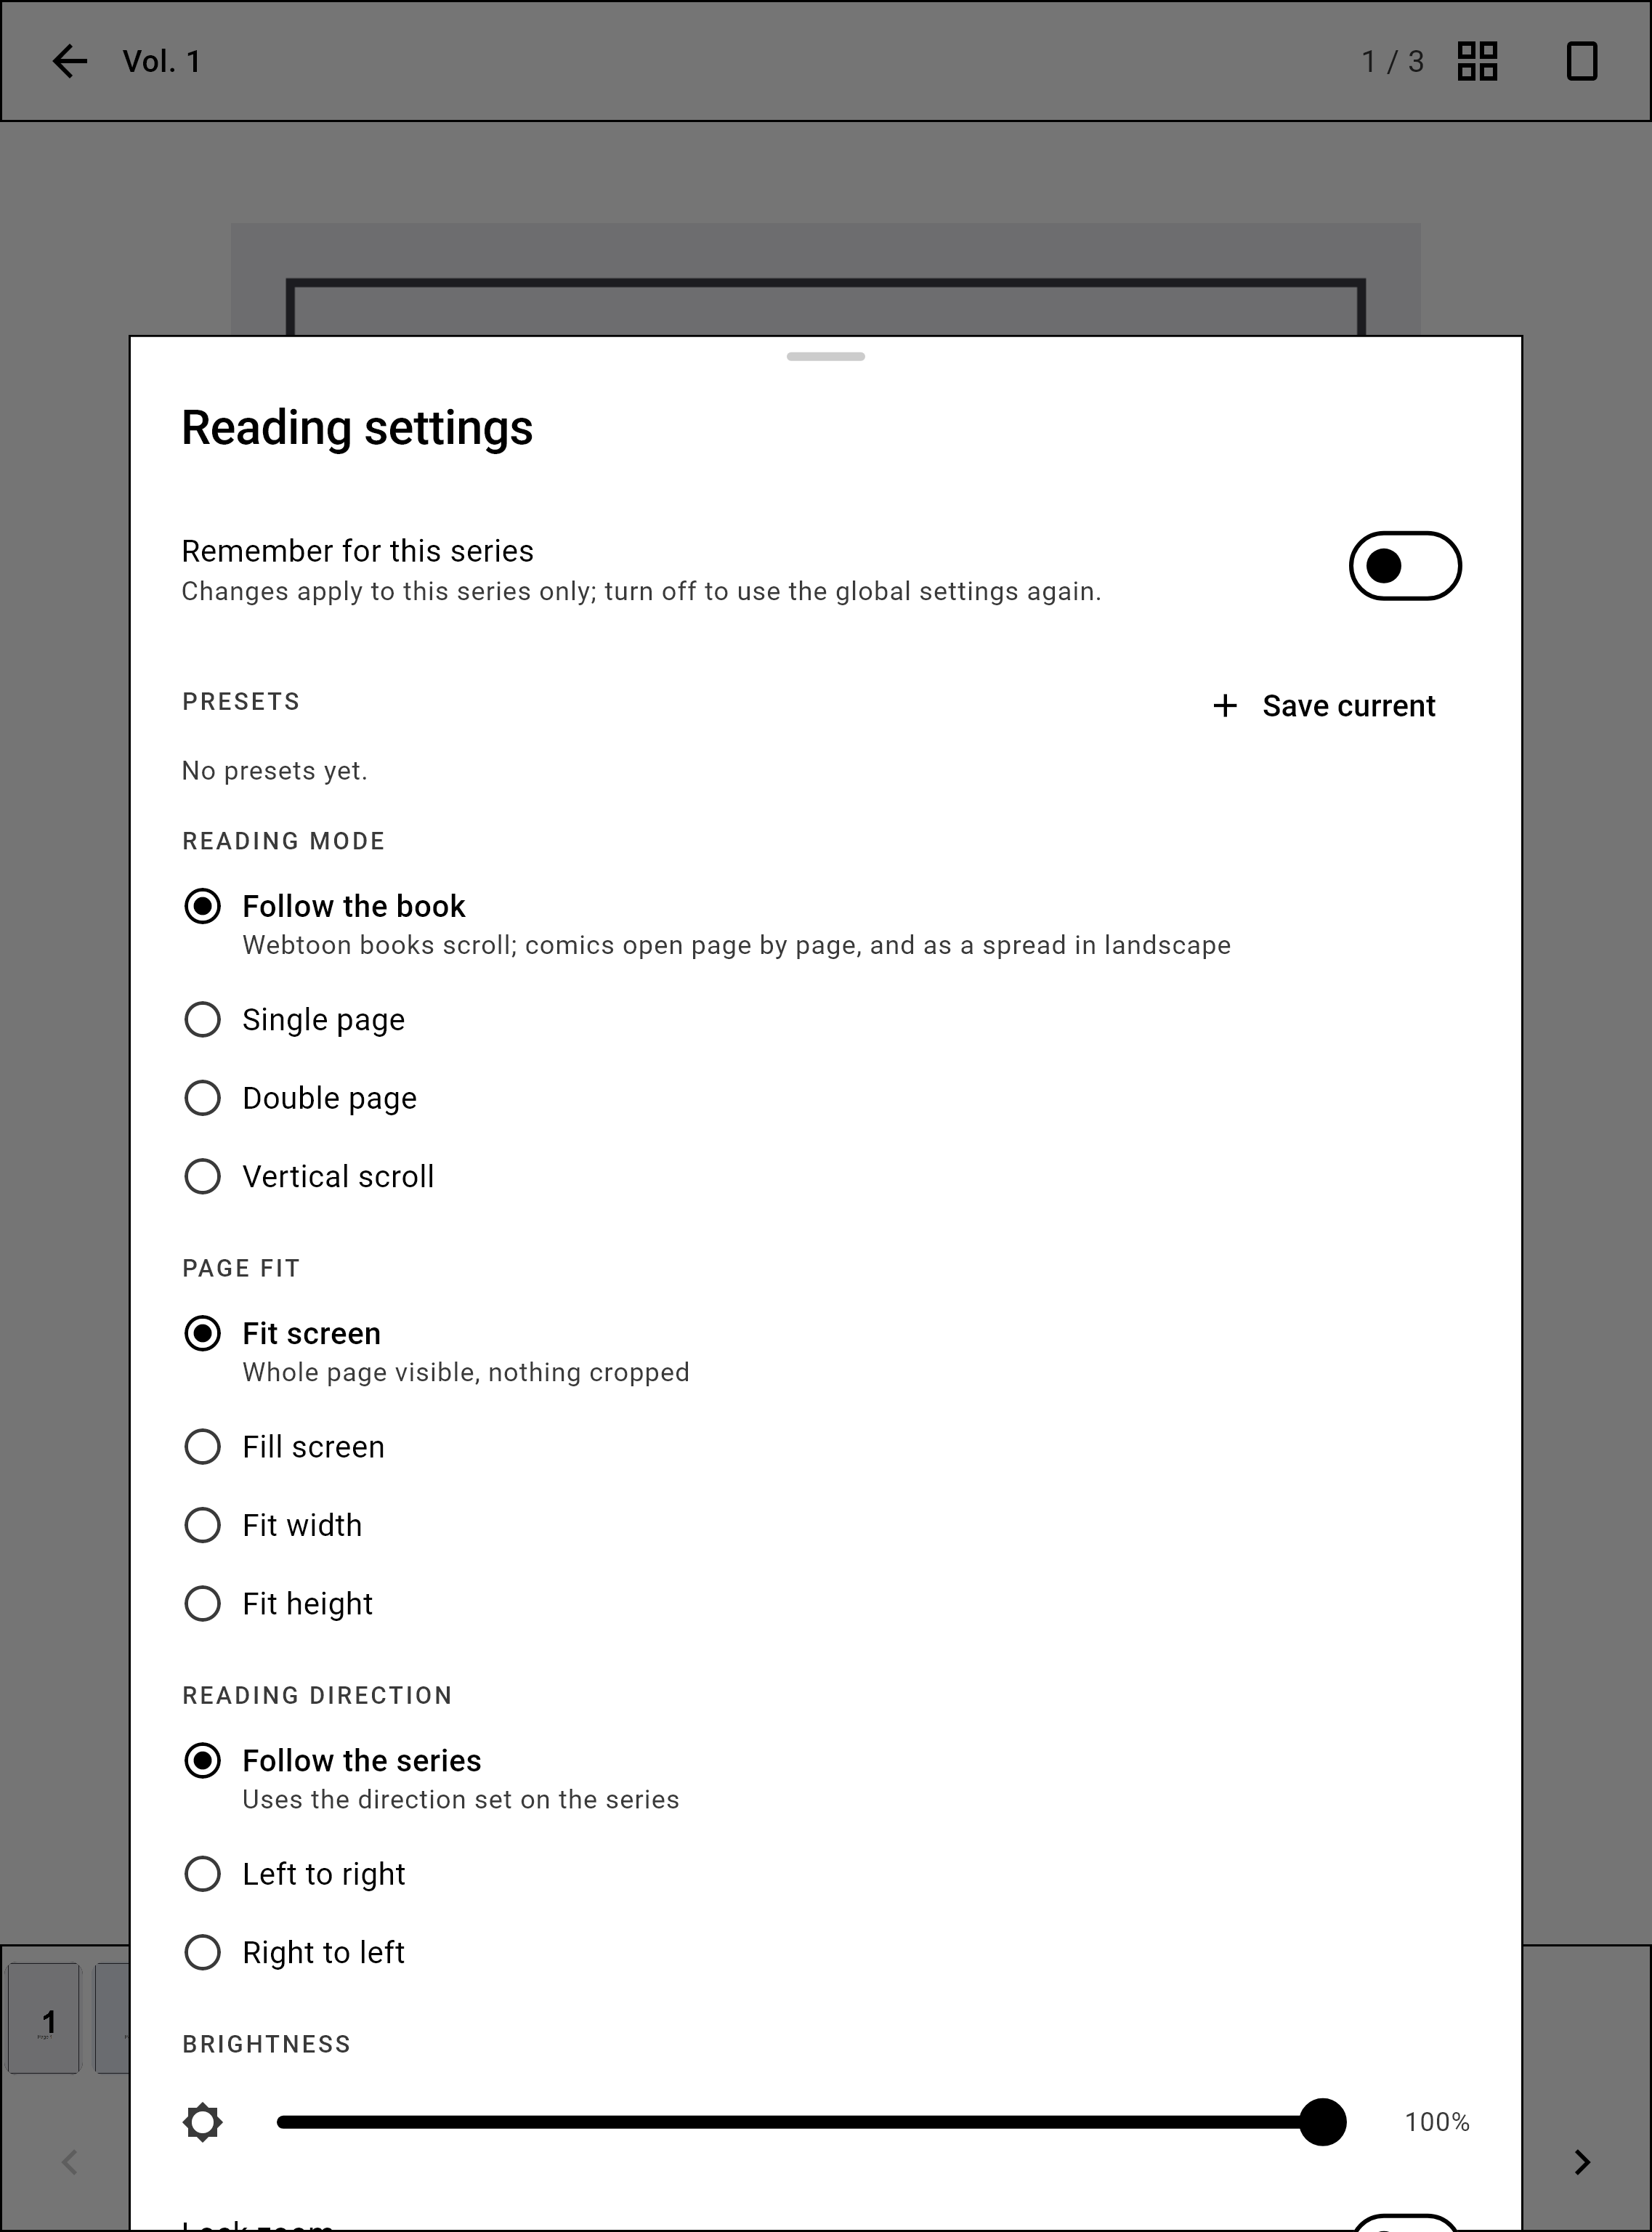 Vol. 1
1 / 3
Reading settings
Remember for this series
Changes apply to this series only; turn off to use the global settings again.
PRESETS
Save current
No presets yet.
READING MODE
Follow the book
Webtoon books scroll; comics open page by page, and as a spread in landscape
Single page
Double page
Vertical scroll
PAGE FIT
Fit screen
Whole page visible, nothing cropped
Fill screen
Fit width
Fit height
READING DIRECTION
Follow the series
Uses the direction set on the series
Left to right
Right to left
1
BRIGHTNESS
100%
Lock zoom